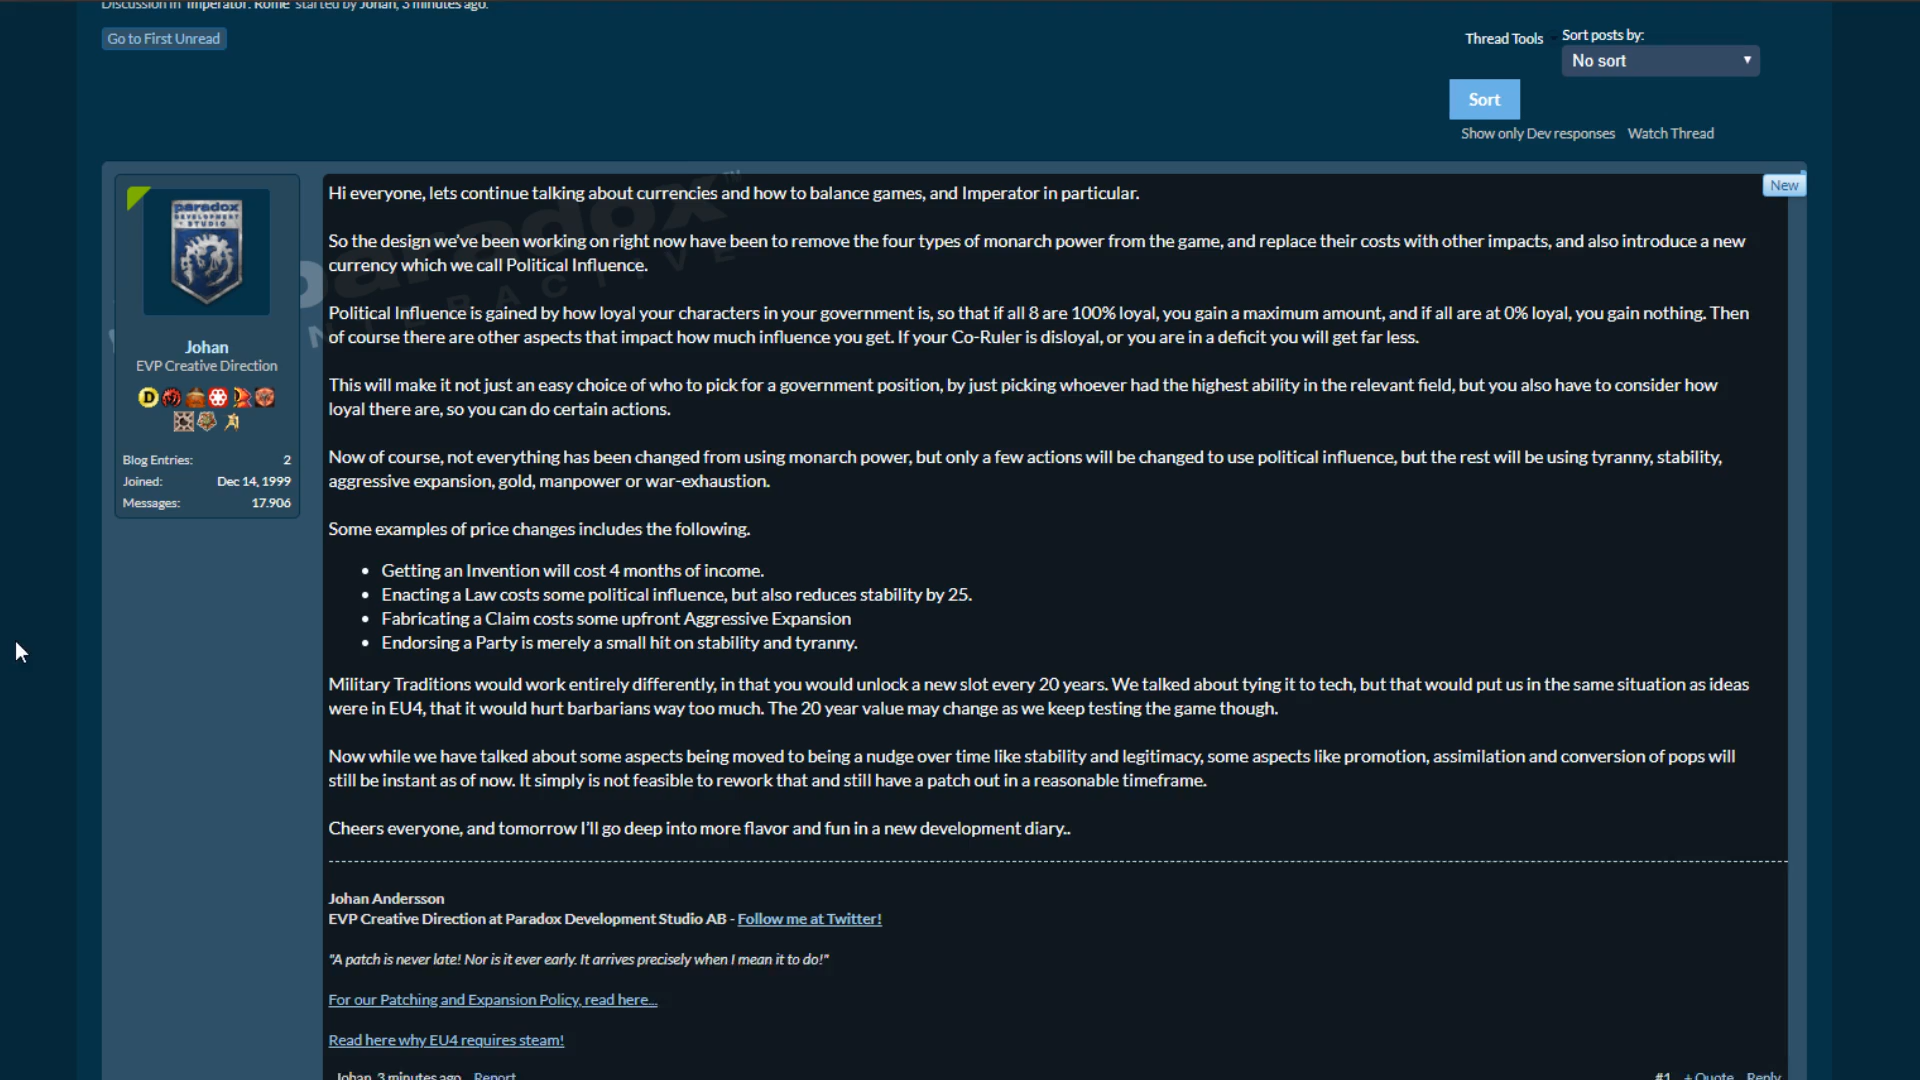 Discussion in 'Imperator: Rome' started by Johan, 3 minutes ago.
Go to First Unread
Thread Tools
Sort posts by:
No sort
Sort
Show only Dev responses Watch Thread
New
paradox
DEVELOPMENT
STUDIO
Johan
EVP Creative Direction
Blog Entries: 2
Joined: Dec 14, 1999
Messages: 17.906
Hi everyone, lets continue talking about currencies and how to balance games, and Imperator in particular.
So the design we've been working on right now have been to remove the four types of monarch power from the game, and replace their costs with other impacts, and also introduce a new
currency which we call Political Influence.
Political Influence is gained by how loyal your characters in your government is, so that if all 8 are 100% loyal, you gain a maximum amount, and if all are at 0% loyal, you gain nothing. Then
of course there are other aspects that impact how much influence you get. If your Co-Ruler is disloyal, or you are in a deficit you will get far less.
This will make it not just an easy choice of who to pick for a government position, by just picking whoever had the highest ability in the relevant field, but you also have to consider how
loyal there are, so you can do certain actions.
Now of course, not everything has been changed from using monarch power, but only a few actions will be changed to use political influence, but the rest will be using tyranny, stability,
aggressive expansion, gold, manpower or war-exhaustion.
Some examples of price changes includes the following.
• Getting an Invention will cost 4 months of income.
• Enacting a Law costs some political influence, but also reduces stability by 25.
• Fabricating a Claim costs some upfront Aggressive Expansion
• Endorsing a Party is merely a small hit on stability and tyranny.
Military Traditions would work entirely differently, in that you would unlock a new slot every 20 years. We talked about tying it to tech, but that would put us in the same situation as ideas
were in EU4, that it would hurt barbarians way too much. The 20 year value may change as we keep testing the game though.
Now while we have talked about some aspects being moved to being a nudge over time like stability and legitimacy, some aspects like promotion, assimilation and conversion of pops will
still be instant as of now. It simply is not feasible to rework that and still have a patch out in a reasonable timeframe.
Cheers everyone, and tomorrow I'll go deep into more flavor and fun in a new development diary..
Johan Andersson
EVP Creative Direction at Paradox Development Studio AB - Follow me at Twitter!
"A patch is never late! Nor is it ever early. It arrives precisely when I mean it to do!"
For our Patching and Expansion Policy, read here...
Read here why EU4 requires steam!
Johan, 3 minutes ago Report
#1 + Quote Reply